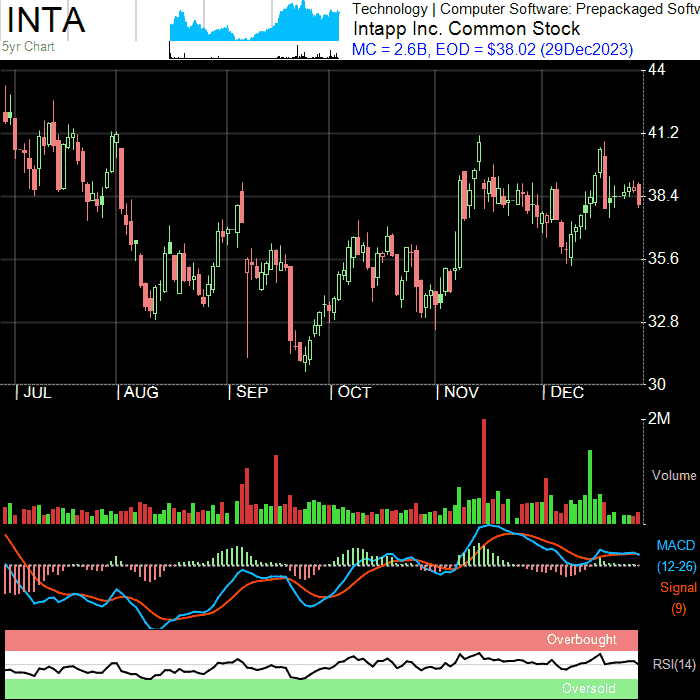 INTA
5yr Chart
Technology | Computer Software: Prepackaged Softw
Intapp Inc. Common Stock
MC = 2.6B, EOD = $38.02 (29Dec2023)
44
41.2
38.4
35.6
32.8
30
| JUL | AUG | SEP | OCT | NOV | DEC
2M
Volume
MACD
(12-26)
Signal
(9)
Overbought
RSI(14)
Oversold